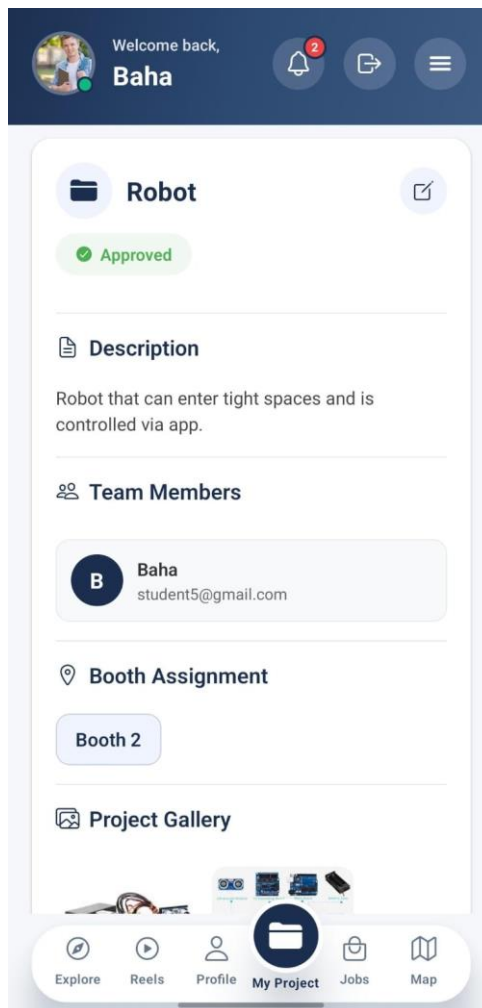 Welcome back,
Baha
2
Robot
Approved
Description
Robot that can enter tight spaces and is
controlled via app.
Team Members
B
Baha
student5@gmail.com
Booth Assignment
Booth 2
Project Gallery
Explore
Reels
Profile
My Project
Jobs
Map